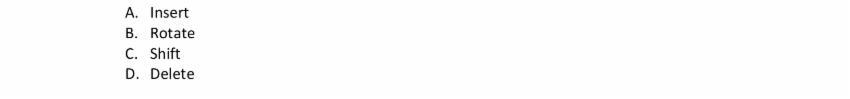 A. Insert
B. Rotate
C. Shift
D. Delete